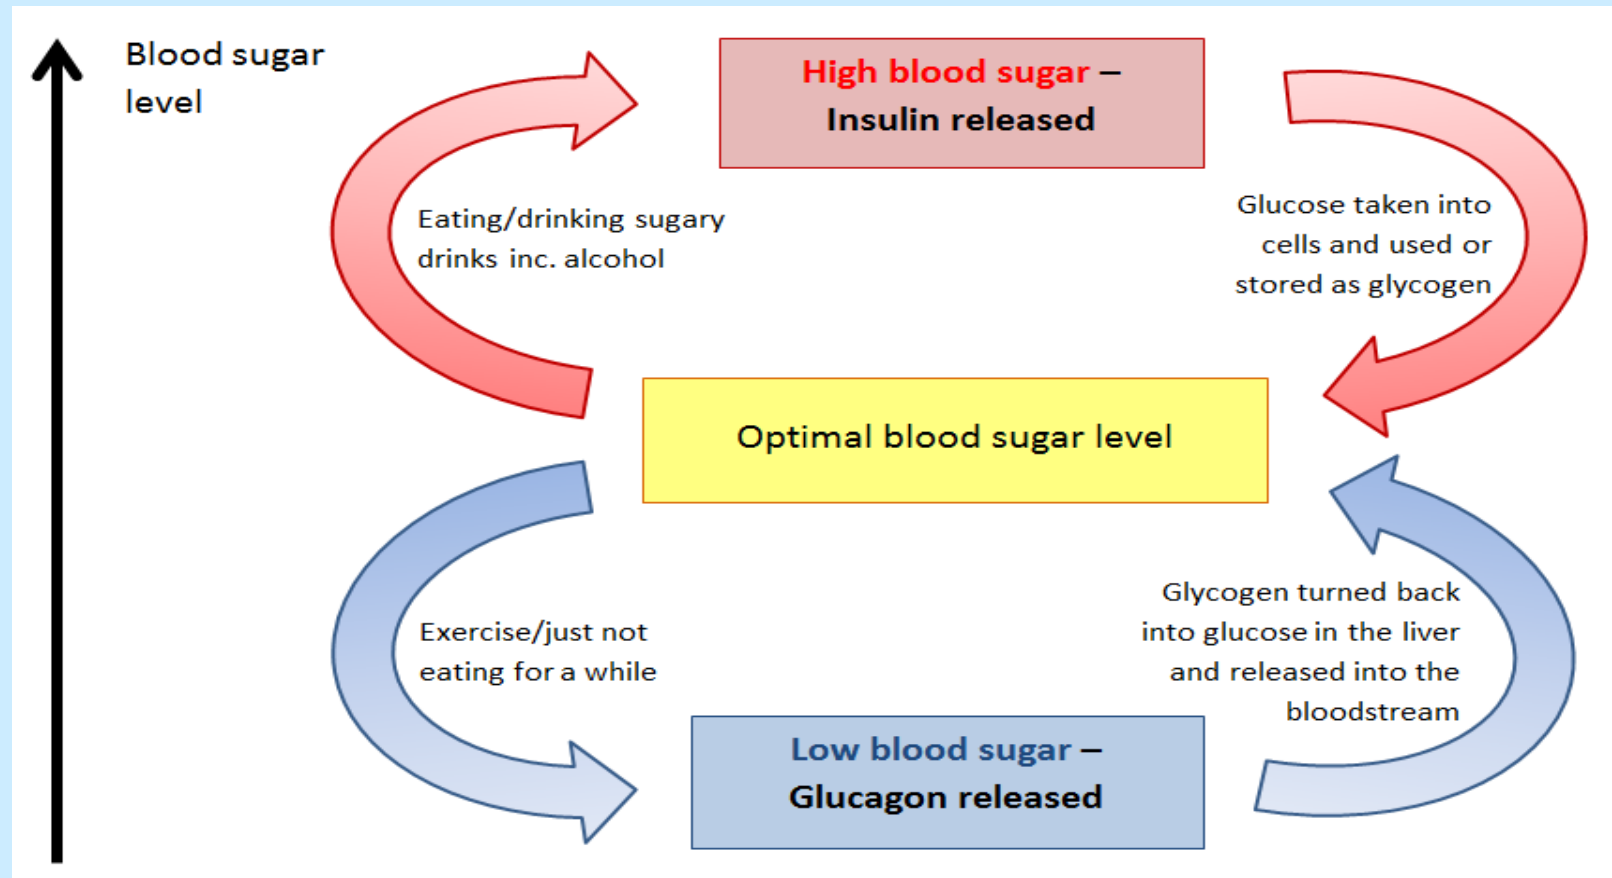 Blood sugar
level
High blood sugar –
Insulin released
Eating/drinking sugary
drinks inc. alcohol
Glucose taken into
cells and used or
stored as glycogen
Optimal blood sugar level
Exercise/just not
eating for a while
Glycogen turned back
into glucose in the liver
and released into the
bloodstream
Low blood sugar –
Glucagon released